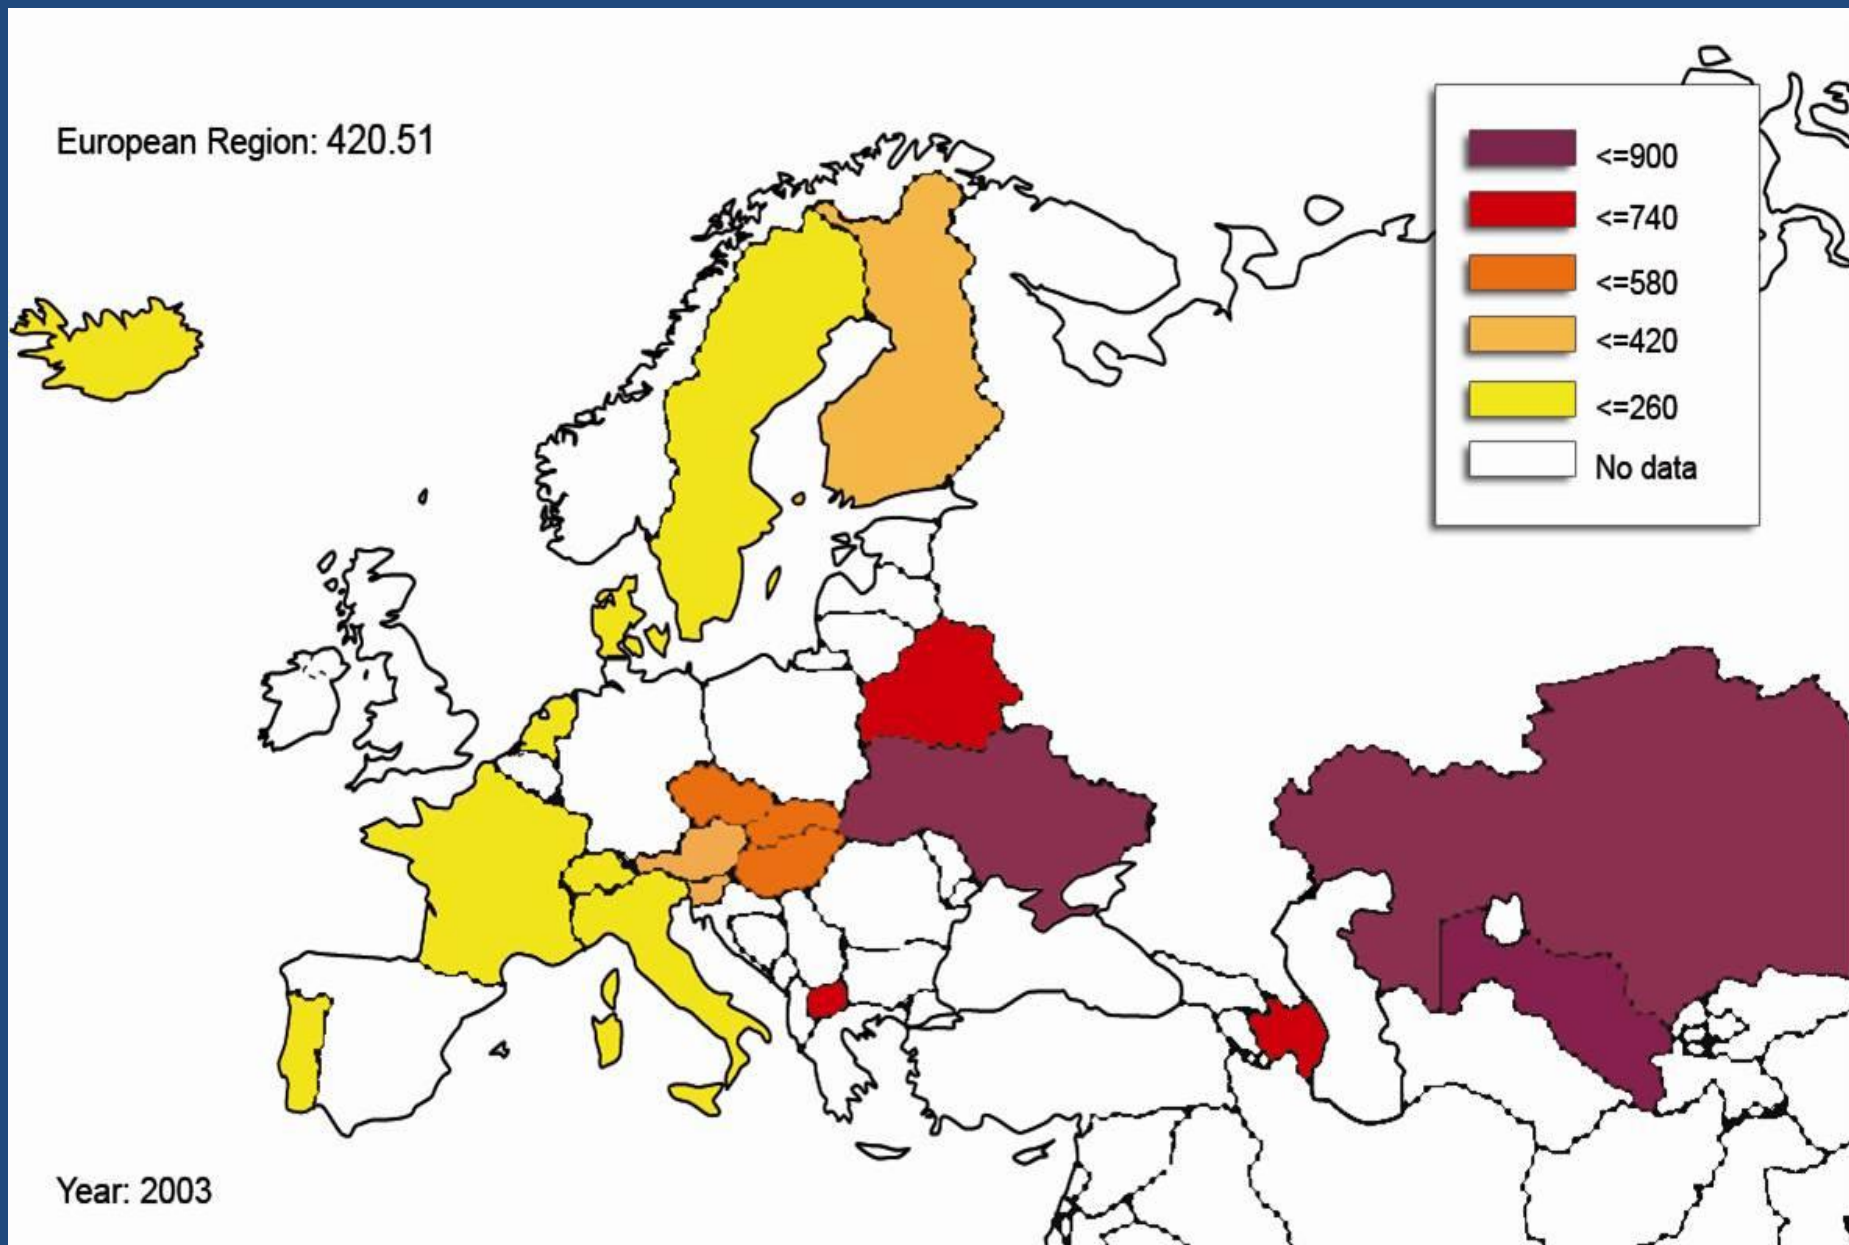 European Region: 420.51
<=900
<=740
<=580
<=420
<=260
No data
Year: 2003